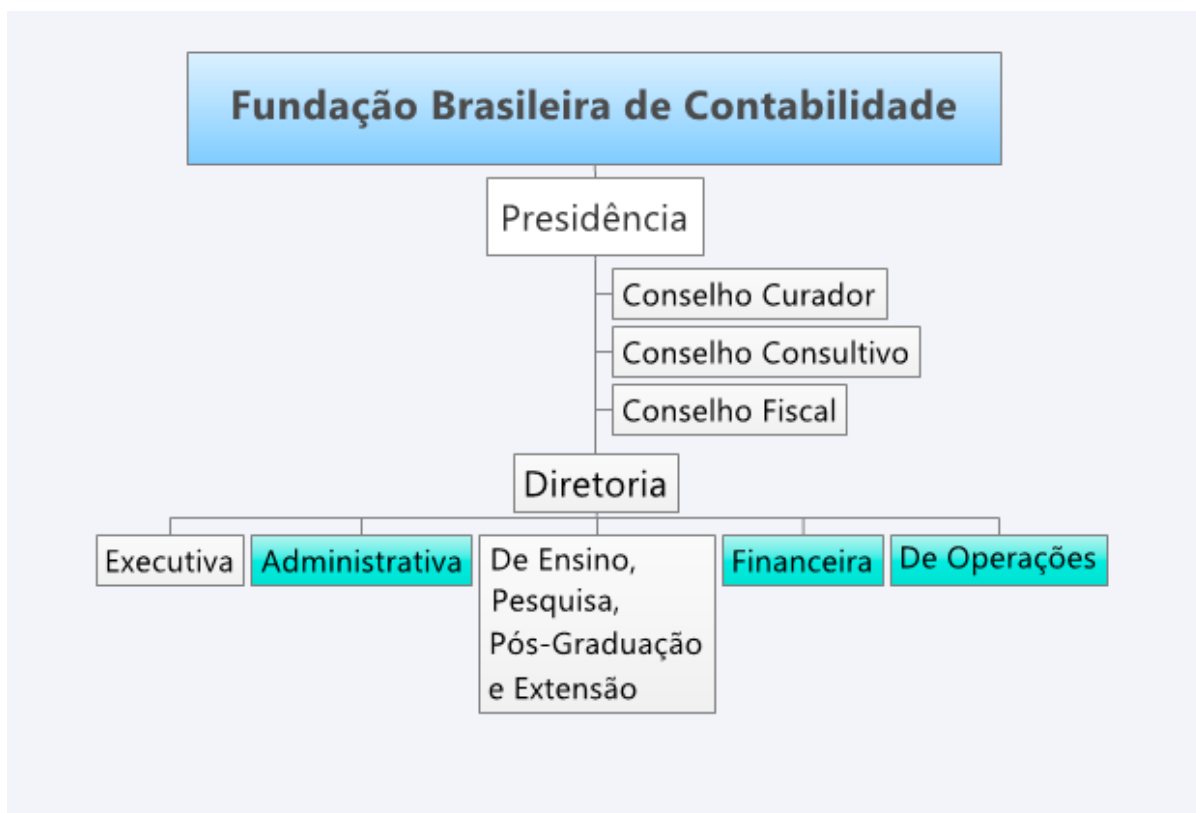 Fundação Brasileira de Contabilidade
Presidência
Conselho Curador
Conselho Consultivo
Conselho Fiscal
Diretoria
Executiva
Administrativa
De Ensino,
Pesquisa,
Pós-Graduação
e Extensão
Financeira
De Operações